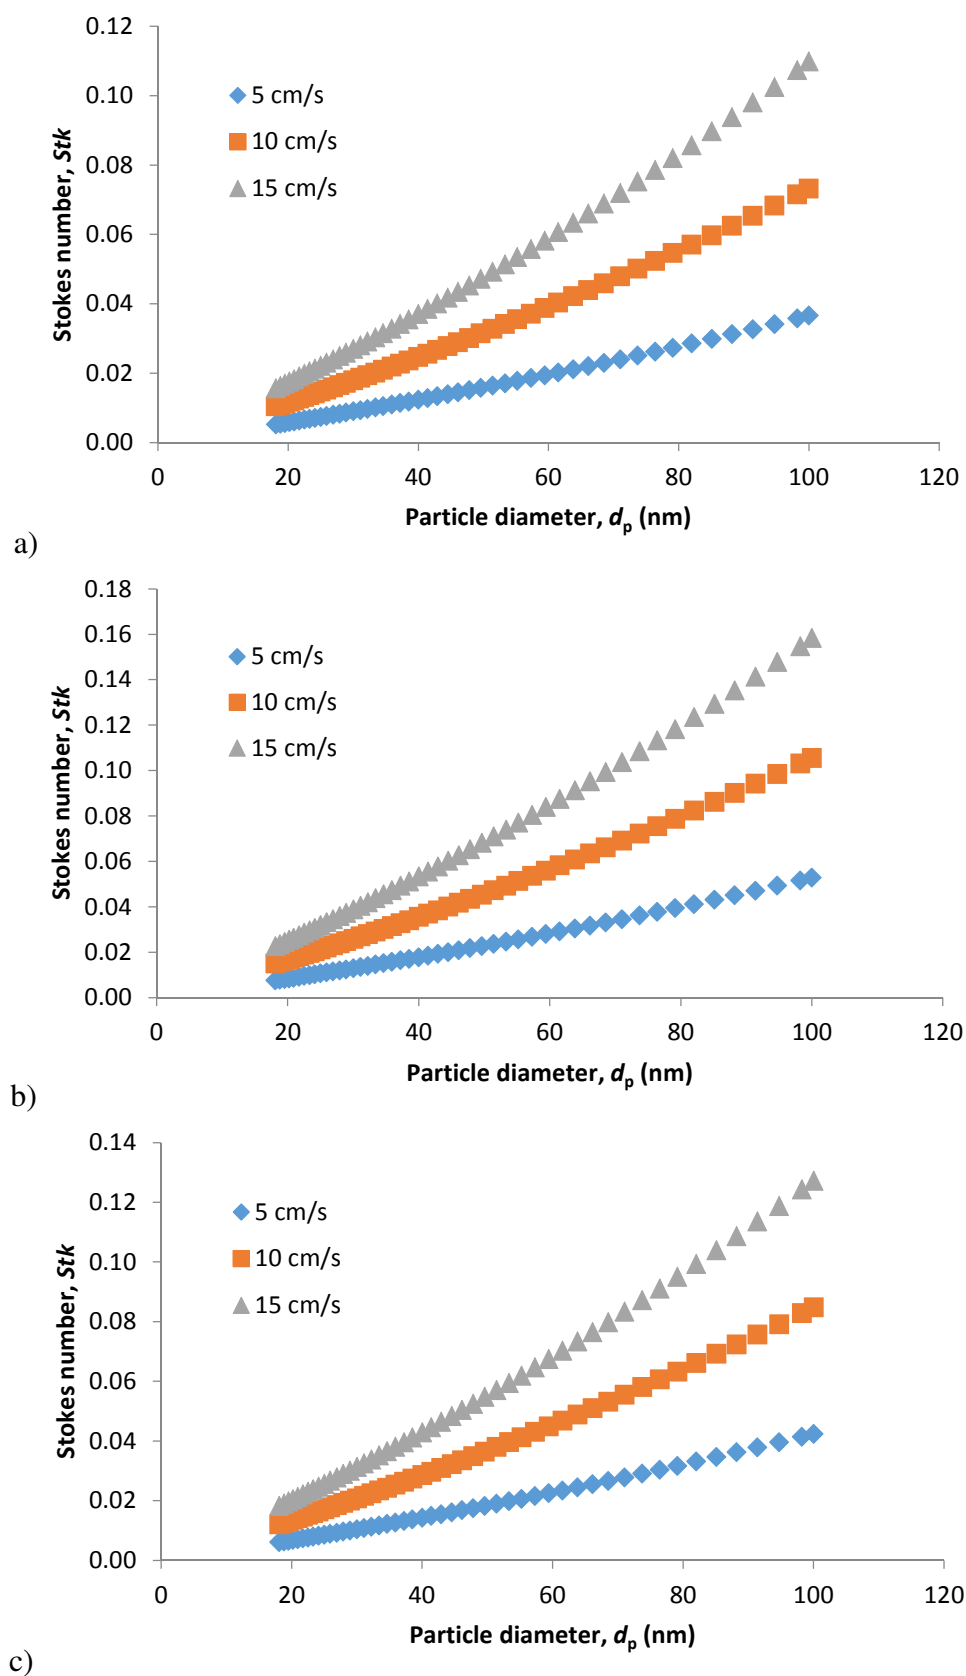 0.12
0.10
0.08
0.06
0.04
0.02
0.00
Stokes number, Stk
5 cm/s
10 cm/s
15 cm/s
0 20 40 60 80 100 120
Particle diameter, dp (nm)
a)
0.18
0.16
0.14
0.12
0.10
0.08
0.06
0.04
0.02
0.00
Stokes number, Stk
5 cm/s
10 cm/s
15 cm/s
0 20 40 60 80 100 120
Particle diameter, dp (nm)
b)
0.14
0.12
0.10
0.08
0.06
0.04
0.02
0.00
Stokes number, Stk
5 cm/s
10 cm/s
15 cm/s
0 20 40 60 80 100 120
Particle diameter, dp (nm)
c)